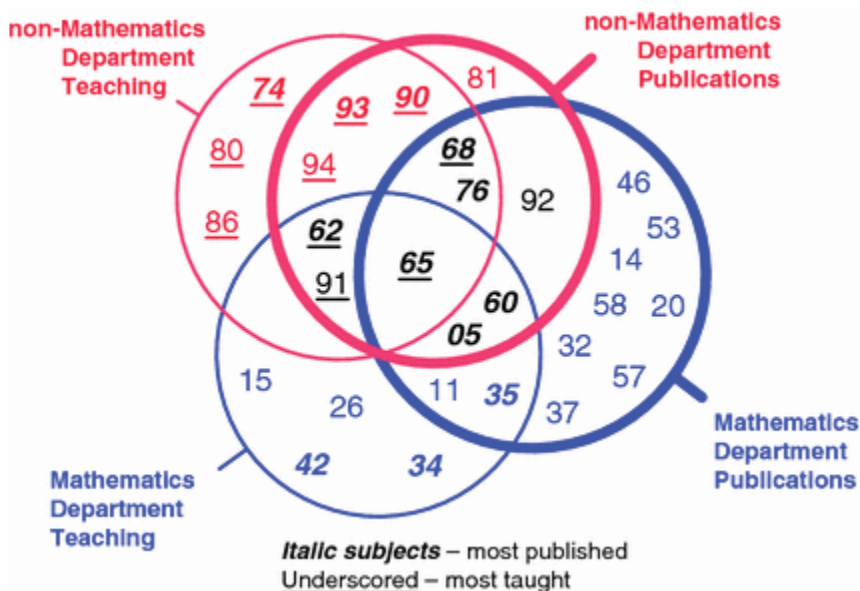 non-Mathematics
Department
Teaching
non-Mathematics
Department
Publications
74
93
90
81
80
94
68
76
92
46
86
62
53
91
65
14
60
58
20
05
32
15
26
11
35
57
37
42
34
Mathematics
Department
Publications
Mathematics
Department
Teaching
Italic subjects – most published
Underscored – most taught